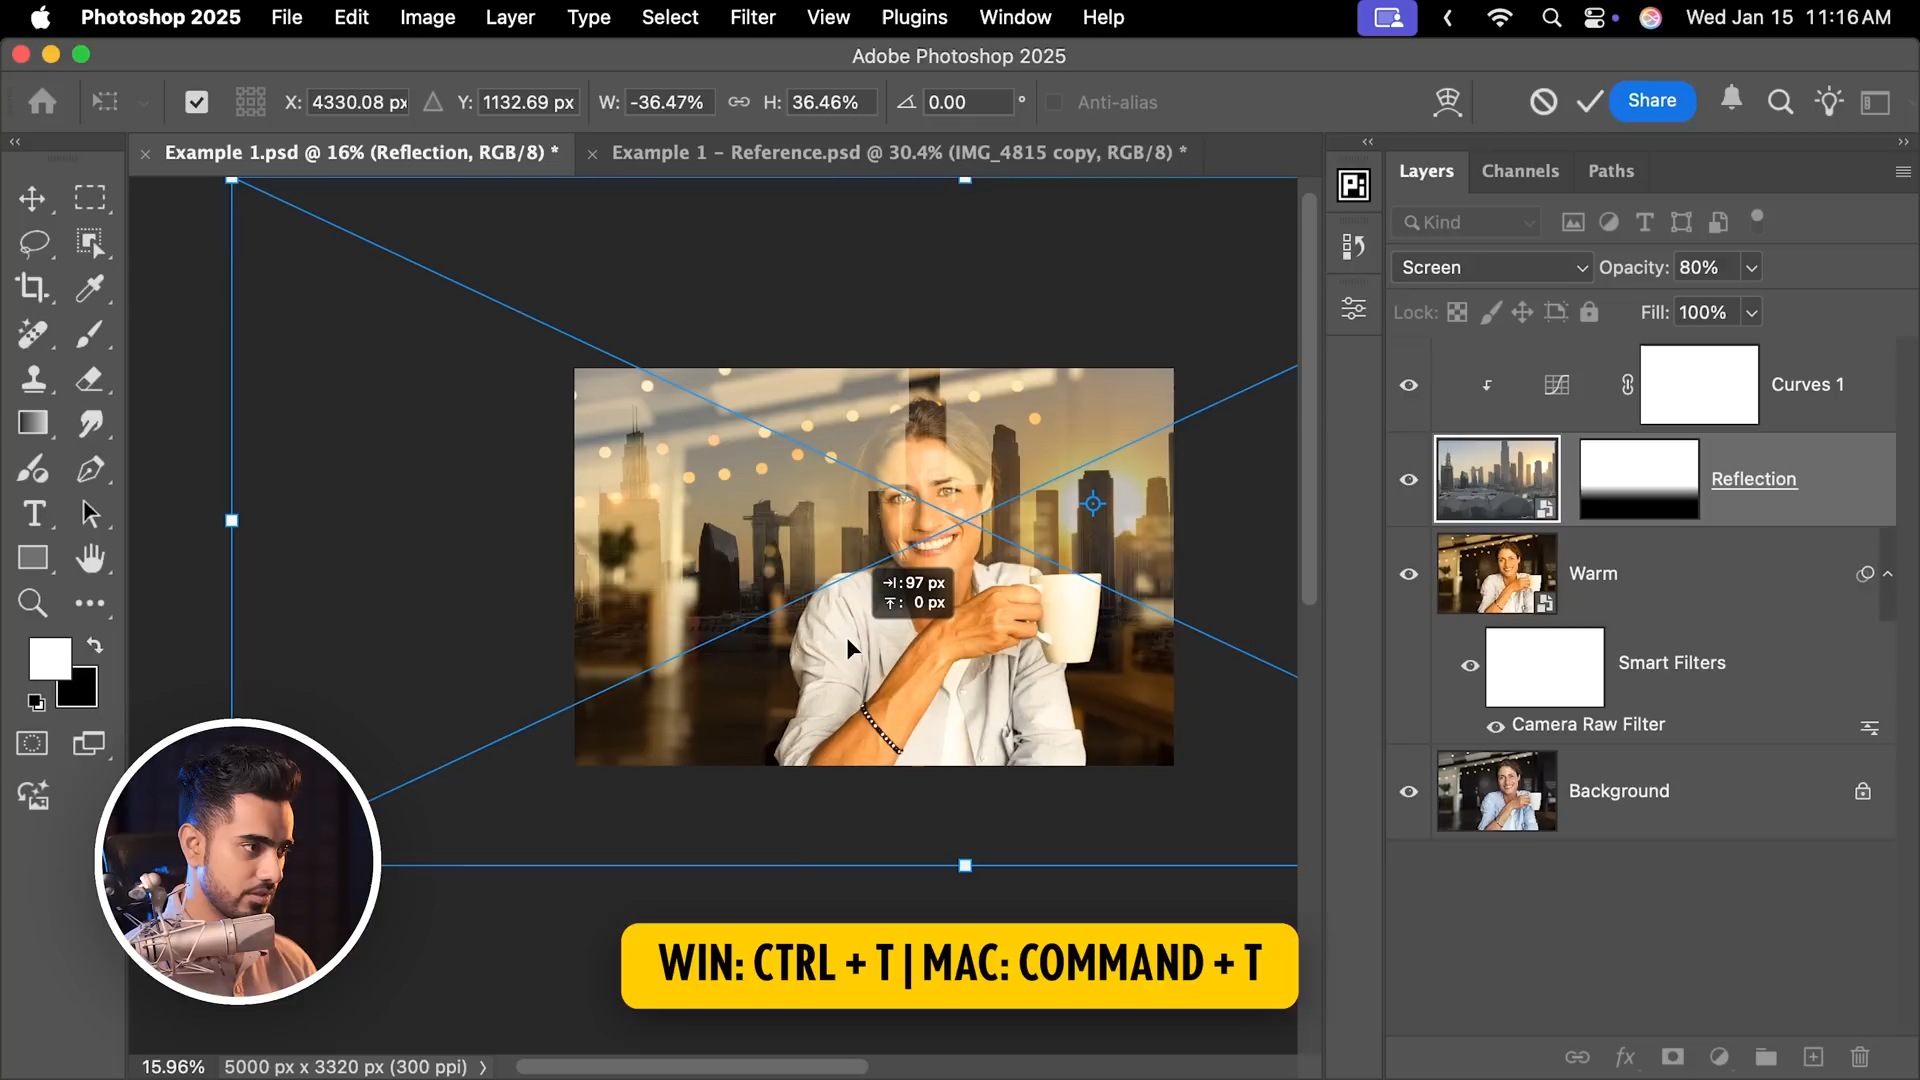 Photoshop 2025 File Edit Image Layer Type Select Filter View Plugins Window Help Wed Jan 15 11:16 AM
Adobe Photoshop 2025
X: 4330.08 px Y: 1132.69 px W: -36.47% H: 36.46% 0.00 ° Anti-alias Share
Example 1.psd @ 16% (Reflection, RGB/8) * Example 1 – Reference.psd @ 30.4% (IMG_4815 copy, RGB/8) *
Layers Channels Paths
Kind
Screen Opacity: 80%
Lock: Fill: 100%
Curves 1
Reflection
Warm
Smart Filters
Camera Raw Filter
Background
97 px
0 px
WIN: CTRL + T | MAC: COMMAND + T
15.96% 5000 px x 3320 px (300 ppi)